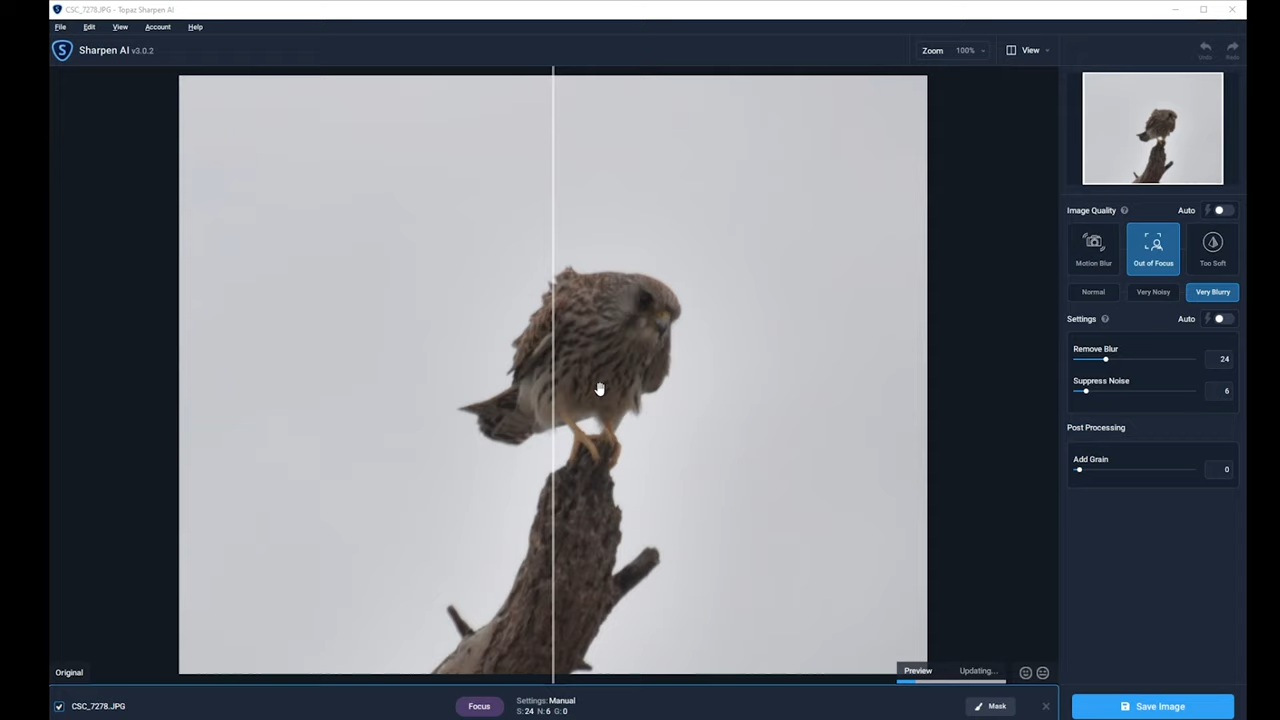 CSC_7278.JPG - Topaz Sharpen AI
File Edit View Account Help
Sharpen AI v3.0.2
Zoom 100% View
Undo Redo
Image Quality Auto
Motion Blur Out of Focus Too Soft
Normal Very Noisy Very Blurry
Settings Auto
Remove Blur
24
Suppress Noise
6
Post Processing
Add Grain
0
Original
Preview Updating...
CSC_7278.JPG
Focus
Settings: Manual
S: 24 N: 6 G: 0
Mask
Save Image